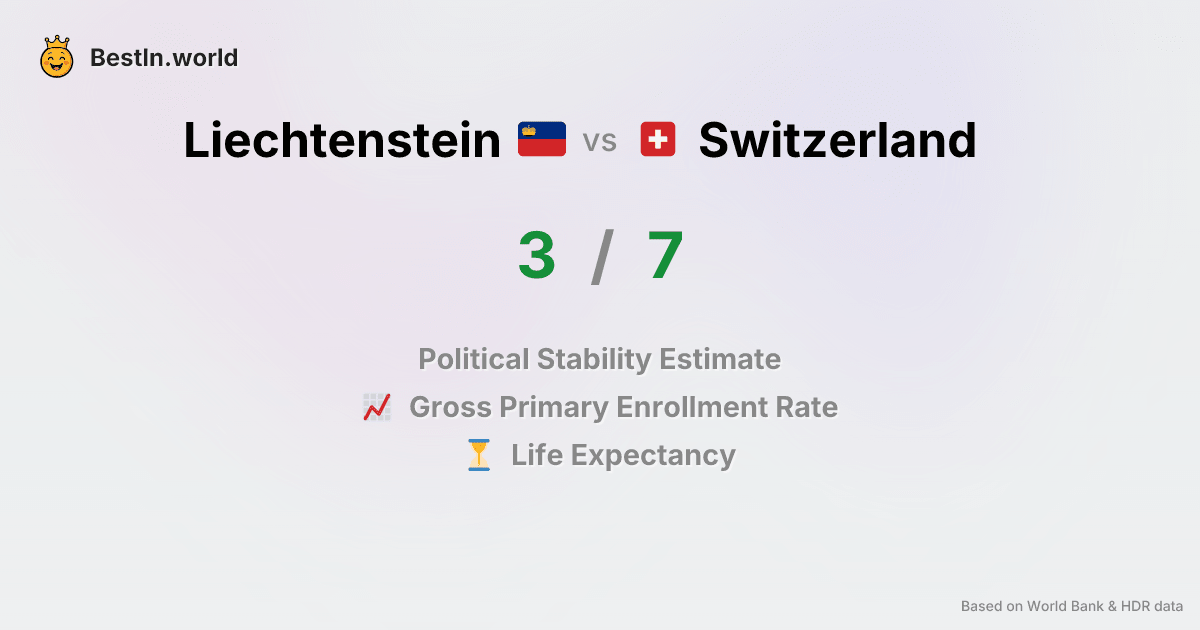 BestIn.world
Liechtenstein vs Switzerland
3 / 7
Political Stability Estimate
Gross Primary Enrollment Rate
Life Expectancy
Based on World Bank & HDR data